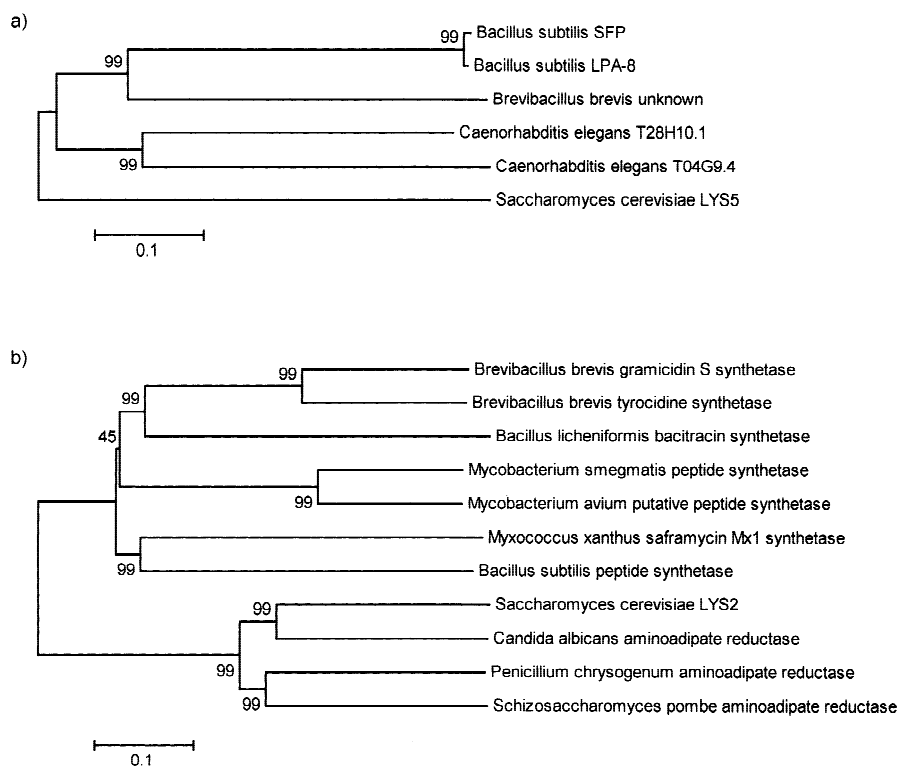 a)
99
Bacillus subtilis SFP
Bacillus subtilis LPA-8
99
Brevibacillus brevis unknown
Caenorhabditis elegans T28H10.1
99
Caenorhabditis elegans T04G9.4
Saccharomyces cerevisiae LYS5
0.1
b)
99
Brevibacillus brevis gramicidin S synthetase
99
Brevibacillus brevis tyrocidine synthetase
45
Bacillus licheniformis bacitracin synthetase
Mycobacterium smegmatis peptide synthetase
99
Mycobacterium avium putative peptide synthetase
Myxococcus xanthus saframycin Mx1 synthetase
99
Bacillus subtilis peptide synthetase
99
Saccharomyces cerevisiae LYS2
Candida albicans aminoadipate reductase
99
Penicillium chrysogenum aminoadipate reductase
99
Schizosaccharomyces pombe aminoadipate reductase
0.1